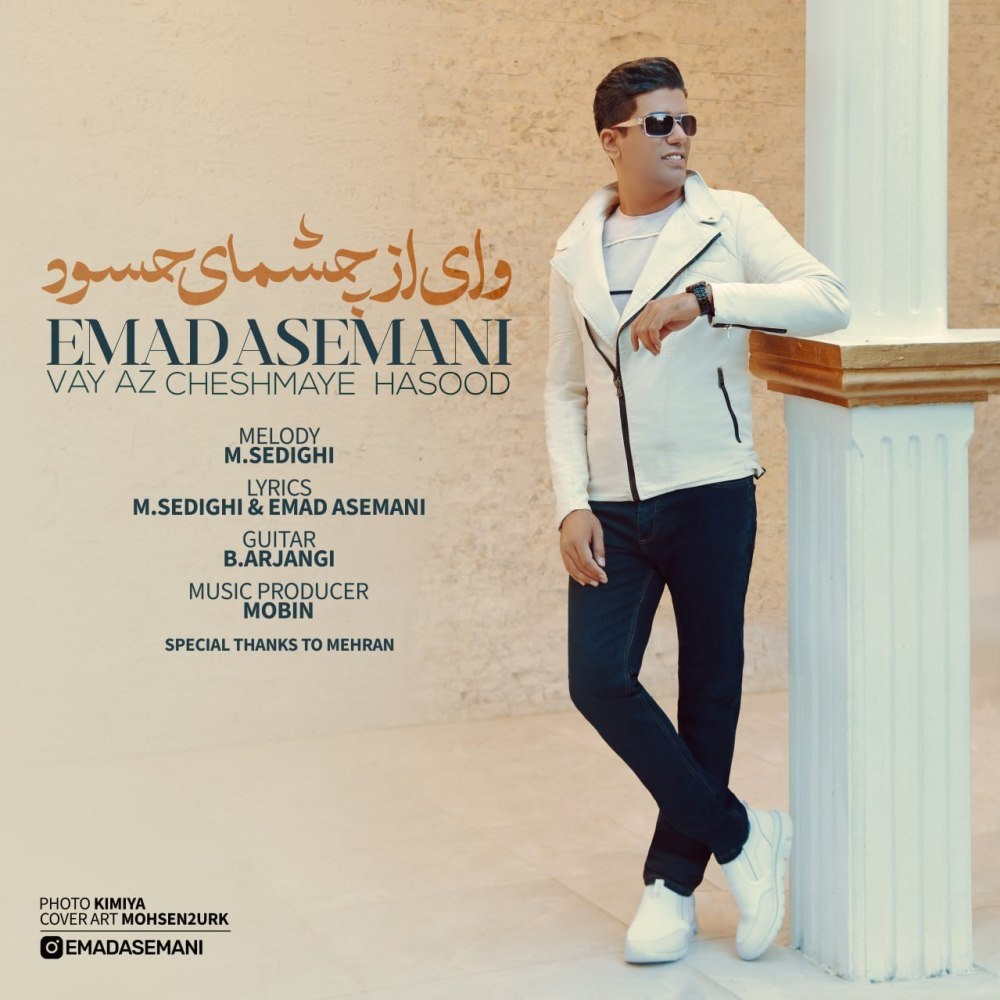 وای از چشمای حسود
EMAD ASEMANI
VAY AZ CHESHMAYE HASOOD
MELODY
M.SEDIGHI
LYRICS
M.SEDIGHI & EMAD ASEMANI
GUITAR
B.ARJANGI
MUSIC PRODUCER
MOBIN
SPECIAL THANKS TO MEHRAN
PHOTO KIMIYA
COVER ART MOHSEN2URK
EMADASEMANI